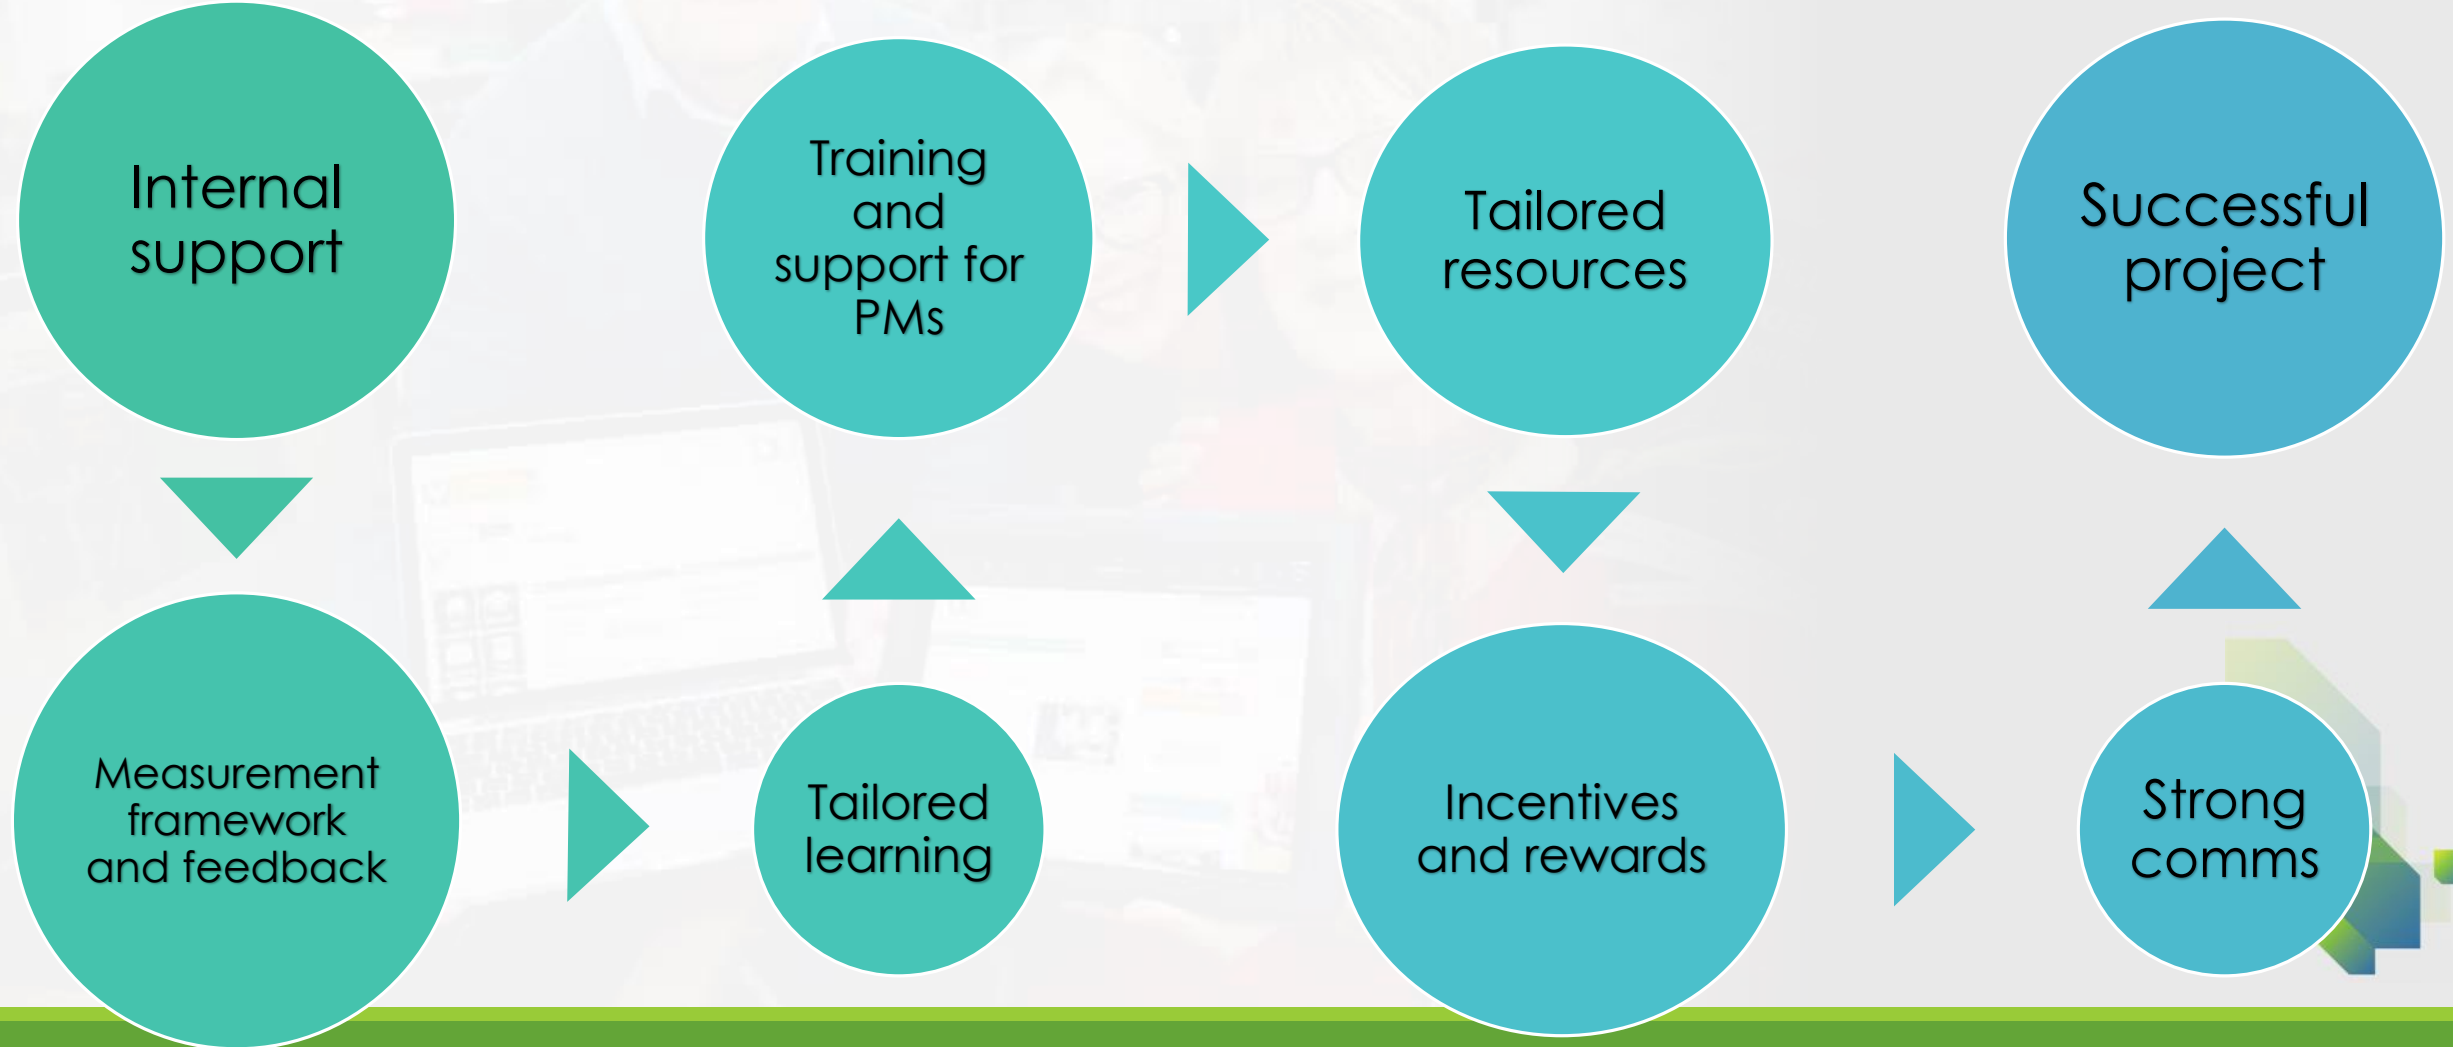 Internal
support
Measurement
framework
and feedback
Tailored
learning
Training
and
support for
PMs
Tailored
resources
Incentives
and rewards
Strong
comms
Successful
project